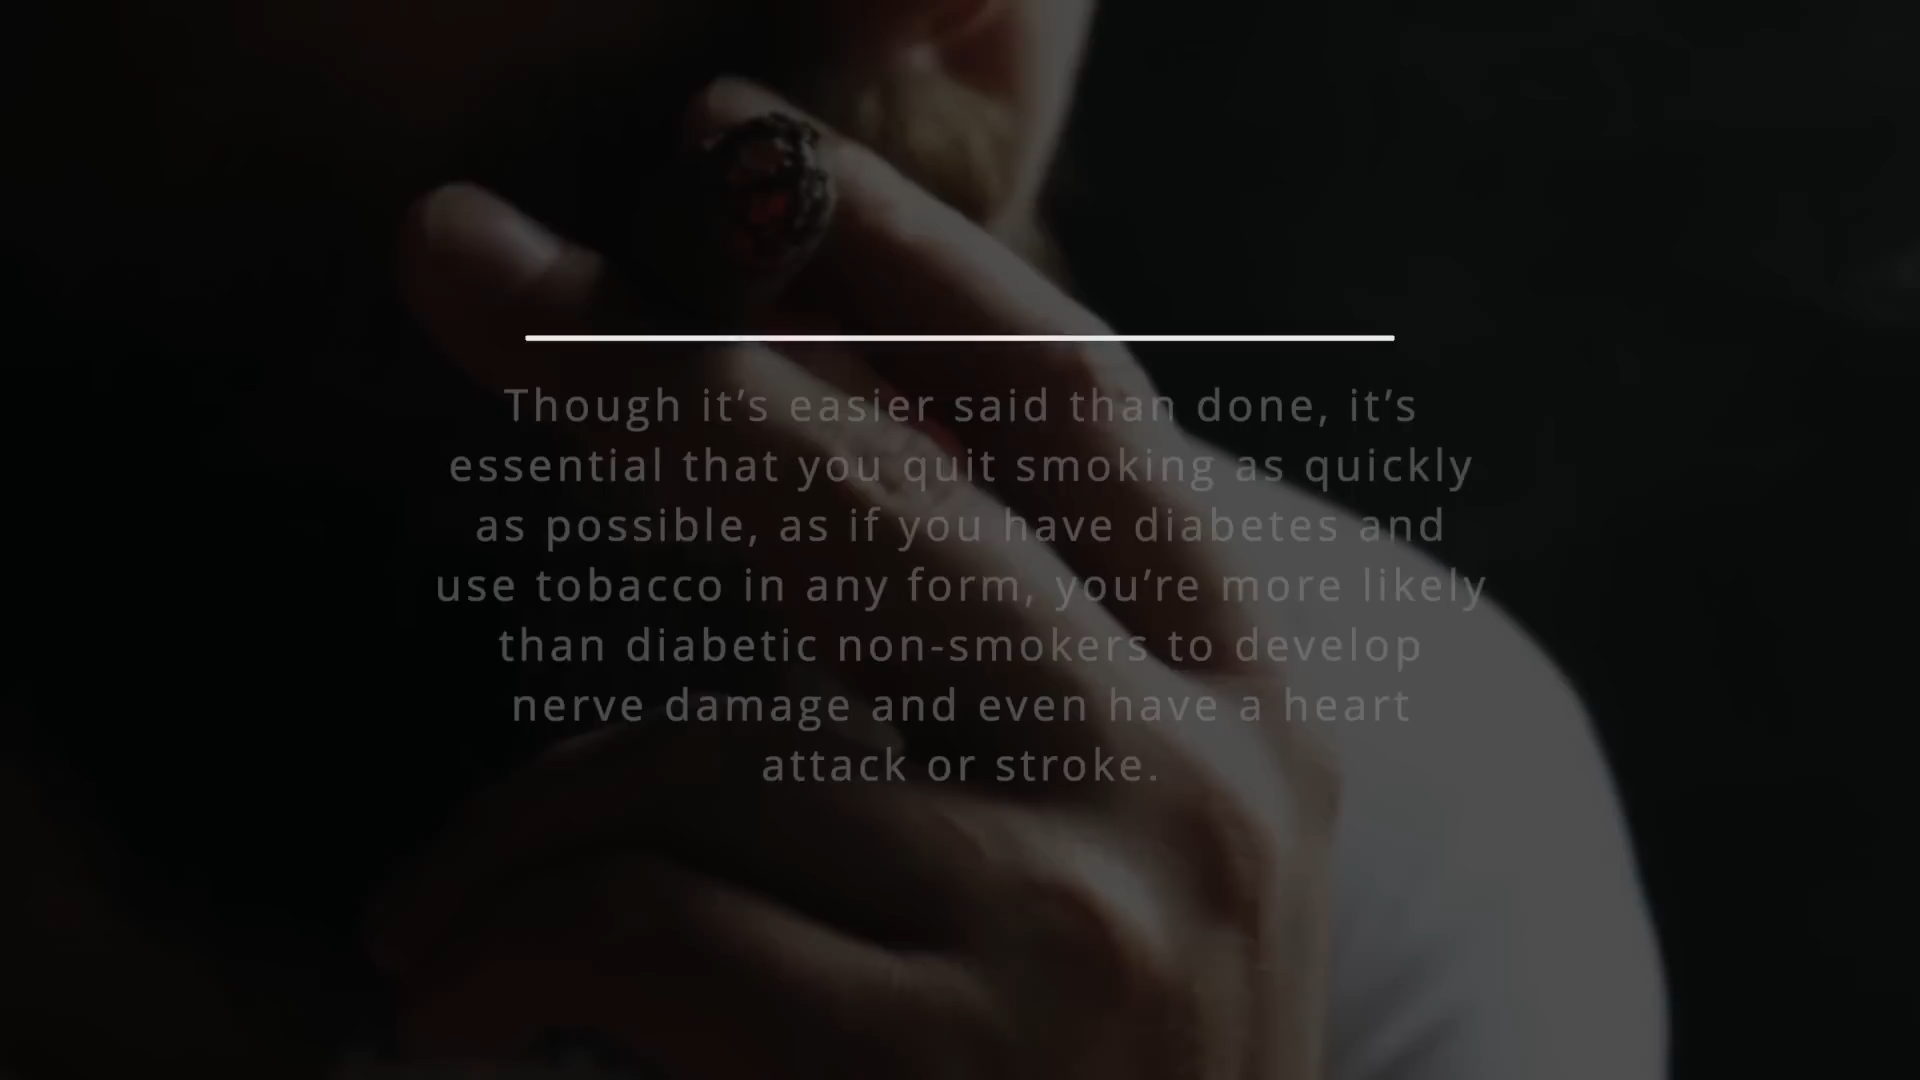 Though it’s easier said than done, it’s
essential that you quit smoking as quickly
as possible, as if you have diabetes and
use tobacco in any form, you’re more likely
than diabetic non-smokers to develop
nerve damage and even have a heart
attack or stroke.